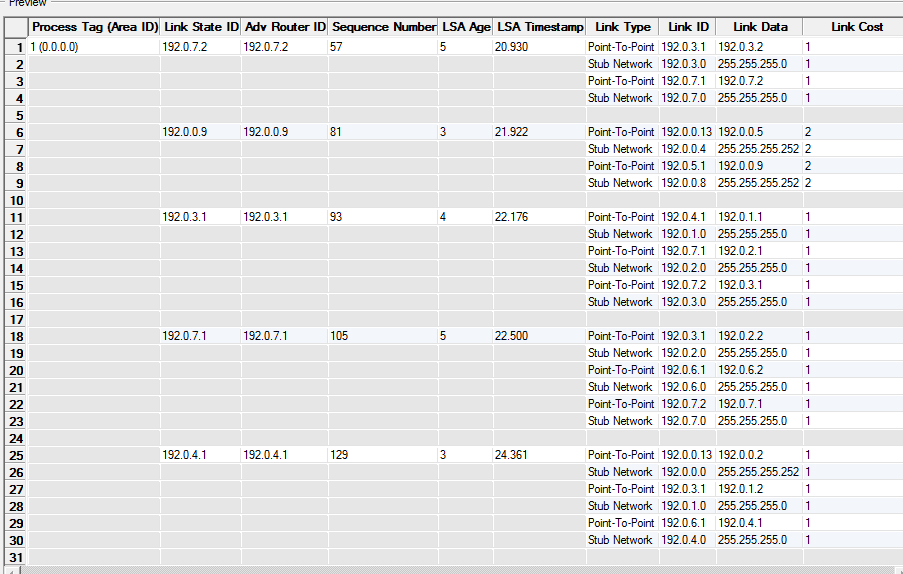 Preview
Process Tag (Area ID) Link State ID Adv Router ID Sequence Number LSA Age LSA Timestamp Link Type Link ID Link Data Link Cost
1 1 (0.0.0.0) 192.0.7.2 192.0.7.2 57 5 20.930 Point-To-Point 192.0.3.1 192.0.3.2 1
2 Stub Network 192.0.3.0 255.255.255.0 1
3 Point-To-Point 192.0.7.1 192.0.7.2 1
4 Stub Network 192.0.7.0 255.255.255.0 1
5
6 192.0.0.9 192.0.0.9 81 3 21.922 Point-To-Point 192.0.0.13 192.0.0.5 2
7 Stub Network 192.0.0.4 255.255.255.252 2
8 Point-To-Point 192.0.5.1 192.0.0.9 2
9 Stub Network 192.0.0.8 255.255.255.252 2
10
11 192.0.3.1 192.0.3.1 93 4 22.176 Point-To-Point 192.0.4.1 192.0.1.1 1
12 Stub Network 192.0.1.0 255.255.255.0 1
13 Point-To-Point 192.0.7.1 192.0.2.1 1
14 Stub Network 192.0.2.0 255.255.255.0 1
15 Point-To-Point 192.0.7.2 192.0.3.1 1
16 Stub Network 192.0.3.0 255.255.255.0 1
17
18 192.0.7.1 192.0.7.1 105 5 22.500 Point-To-Point 192.0.3.1 192.0.2.2 1
19 Stub Network 192.0.2.0 255.255.255.0 1
20 Point-To-Point 192.0.6.1 192.0.6.2 1
21 Stub Network 192.0.6.0 255.255.255.0 1
22 Point-To-Point 192.0.7.2 192.0.7.1 1
23 Stub Network 192.0.7.0 255.255.255.0 1
24
25 192.0.4.1 192.0.4.1 129 3 24.361 Point-To-Point 192.0.0.13 192.0.0.2 1
26 Stub Network 192.0.0.0 255.255.255.252 1
27 Point-To-Point 192.0.3.1 192.0.1.2 1
28 Stub Network 192.0.1.0 255.255.255.0 1
29 Point-To-Point 192.0.6.1 192.0.4.1 1
30 Stub Network 192.0.4.0 255.255.255.0 1
31